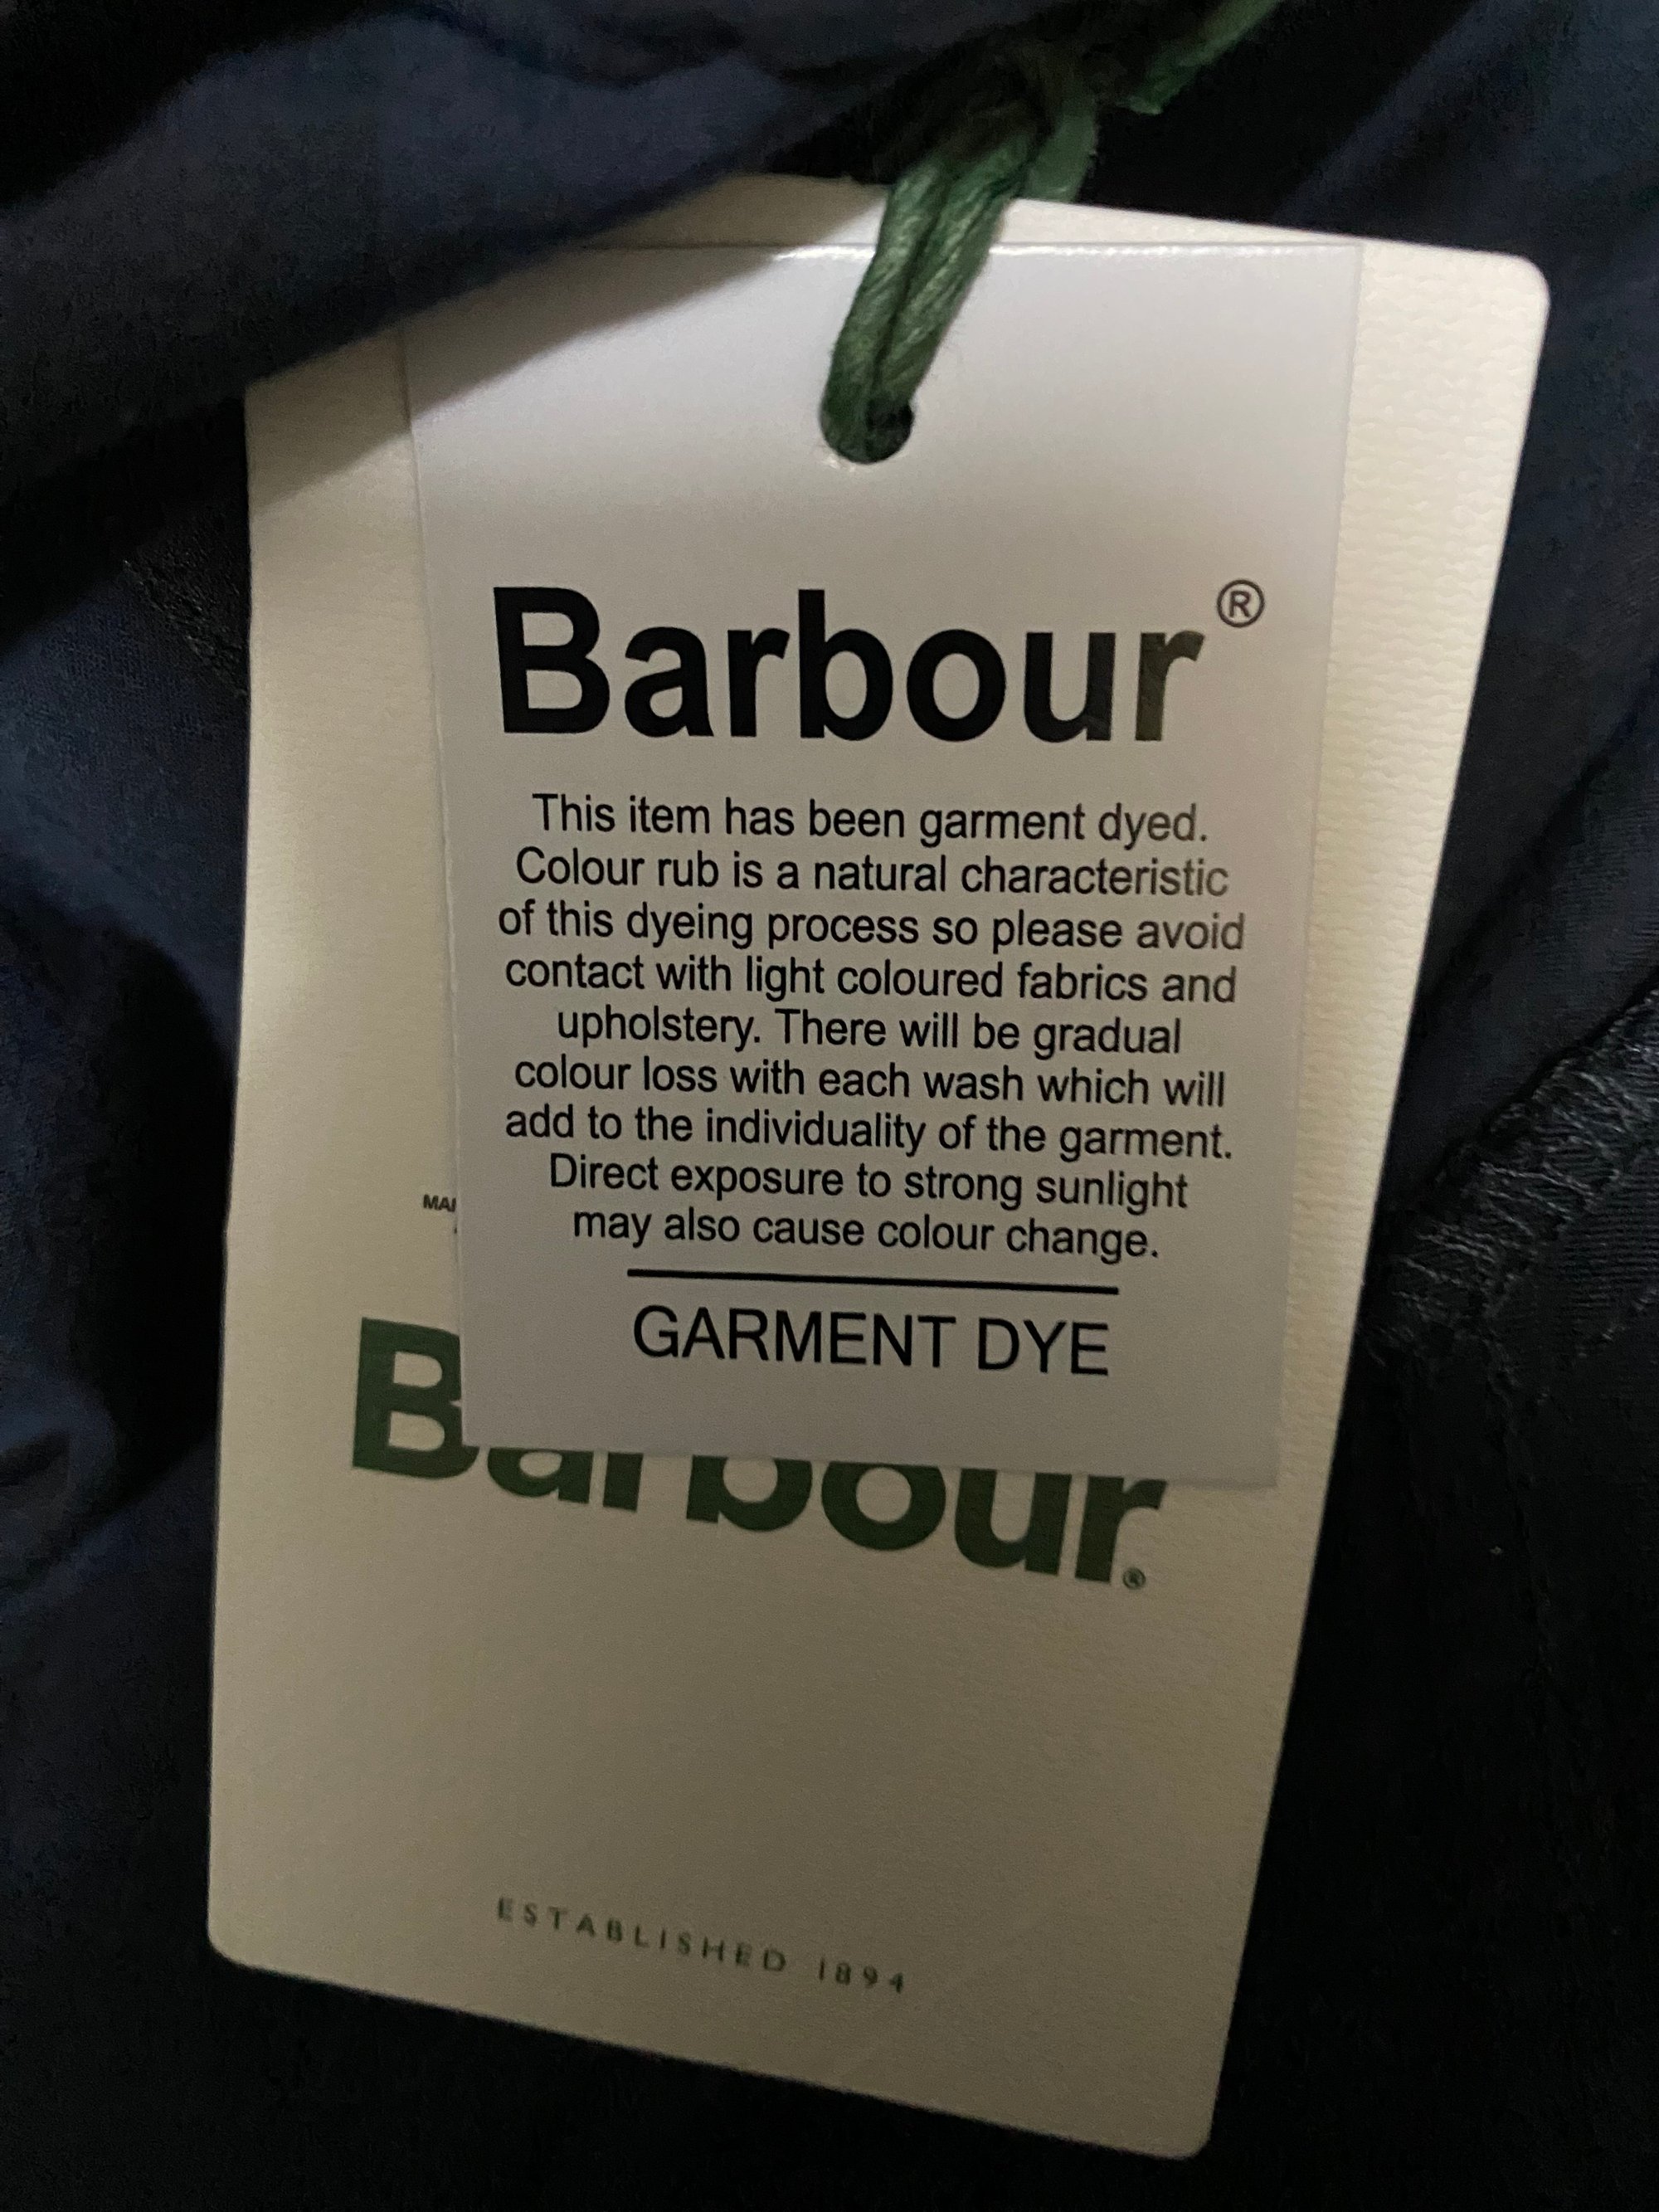 Barbour®
This item has been garment dyed.
Colour rub is a natural characteristic
of this dyeing process so please avoid
contact with light coloured fabrics and
upholstery. There will be gradual
colour loss with each wash which will
add to the individuality of the garment.
Direct exposure to strong sunlight
may also cause colour change.
GARMENT DYE
Barbour®
ESTABLISHED 1894